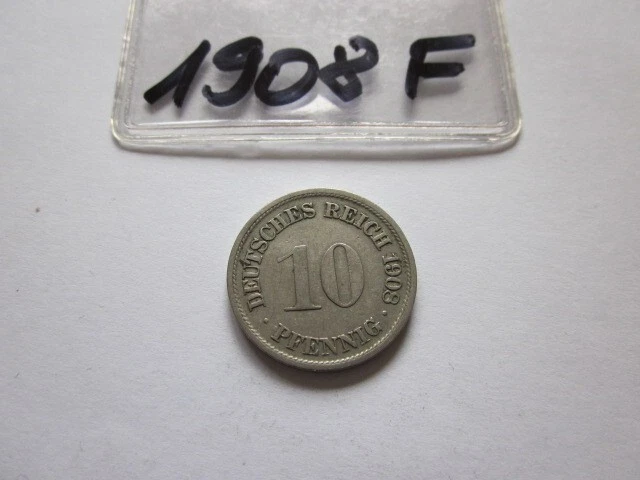 1908 F
DEUTSCHES REICH 1908
10
· PFENNIG ·